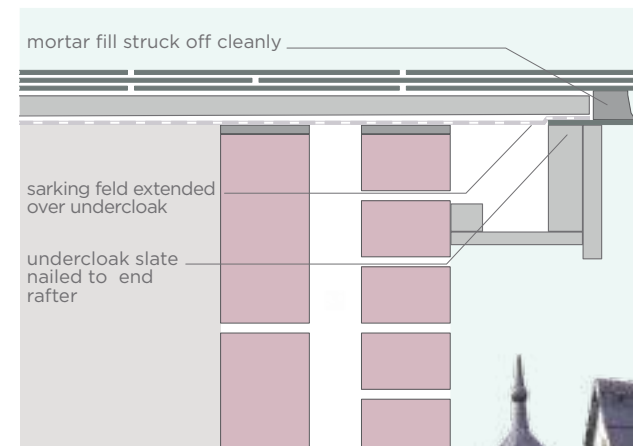 mortar fill struck off cleanly
sarking feld extended
over undercloak
undercloak slate
nailed to end
rafter